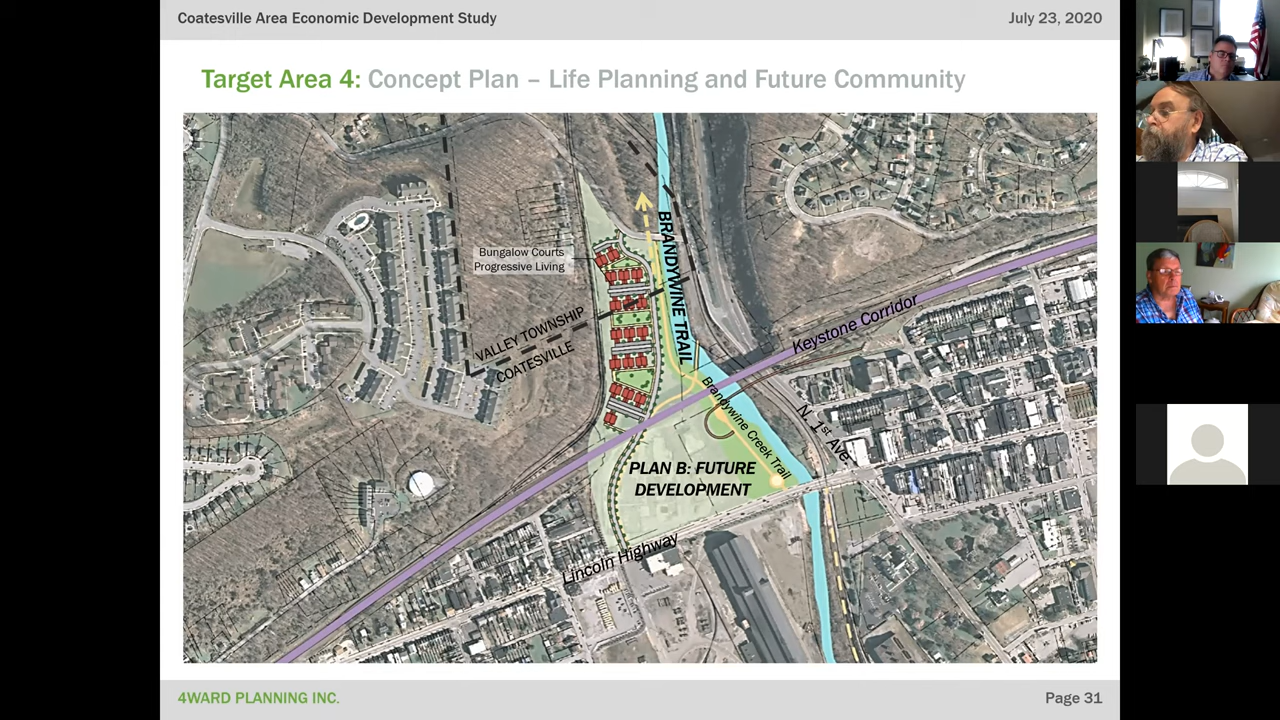 Coatesville Area Economic Development Study
July 23, 2020
Target Area 4: Concept Plan – Life Planning and Future Community
Bungalow Courts
Progressive Living
BRANDYWINE TRAIL
VALLEY TOWNSHIP
COATESVILLE
Keystone Corridor
Brandywine Creek Trail
N. 1st Ave.
PLAN B: FUTURE
DEVELOPMENT
Lincoln Highway
4WARD PLANNING INC.
Page 31